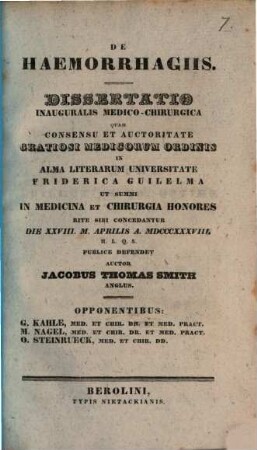 7.
DE
HAEMORRHAGIIS.
DISSERTATIO
INAUGURALIS MEDICO-CHIRURGICA
QUAM
CONSENSU ET AUCTORITATE
GRATIOSI MEDICORUM ORDINIS
IN
ALMA LITERARUM UNIVERSITATE
FRIDERICA GUILELMA
UT SUMMI
IN MEDICINA ET CHIRURGIA HONORES
RITE SIBI CONCEDANTUR
DIE XXVIII. M. APRILIS A. MDCCCXXXVIII,
H. L. Q. S.
PUBLICE DEFENDET
AUCTOR
JACOBUS THOMAS SMITH
ANGLUS.
OPPONENTIBUS:
G. KAHLE, MED. ET CHIR. DR. ET MED. PRACT.
M. NAGEL, MED. ET CHIR. DR. ET MED. PRACT.
O. STEINRUECK, MED. ET CHIR. DD.
BEROLINI,
TYPIS NIETACKIANIS.